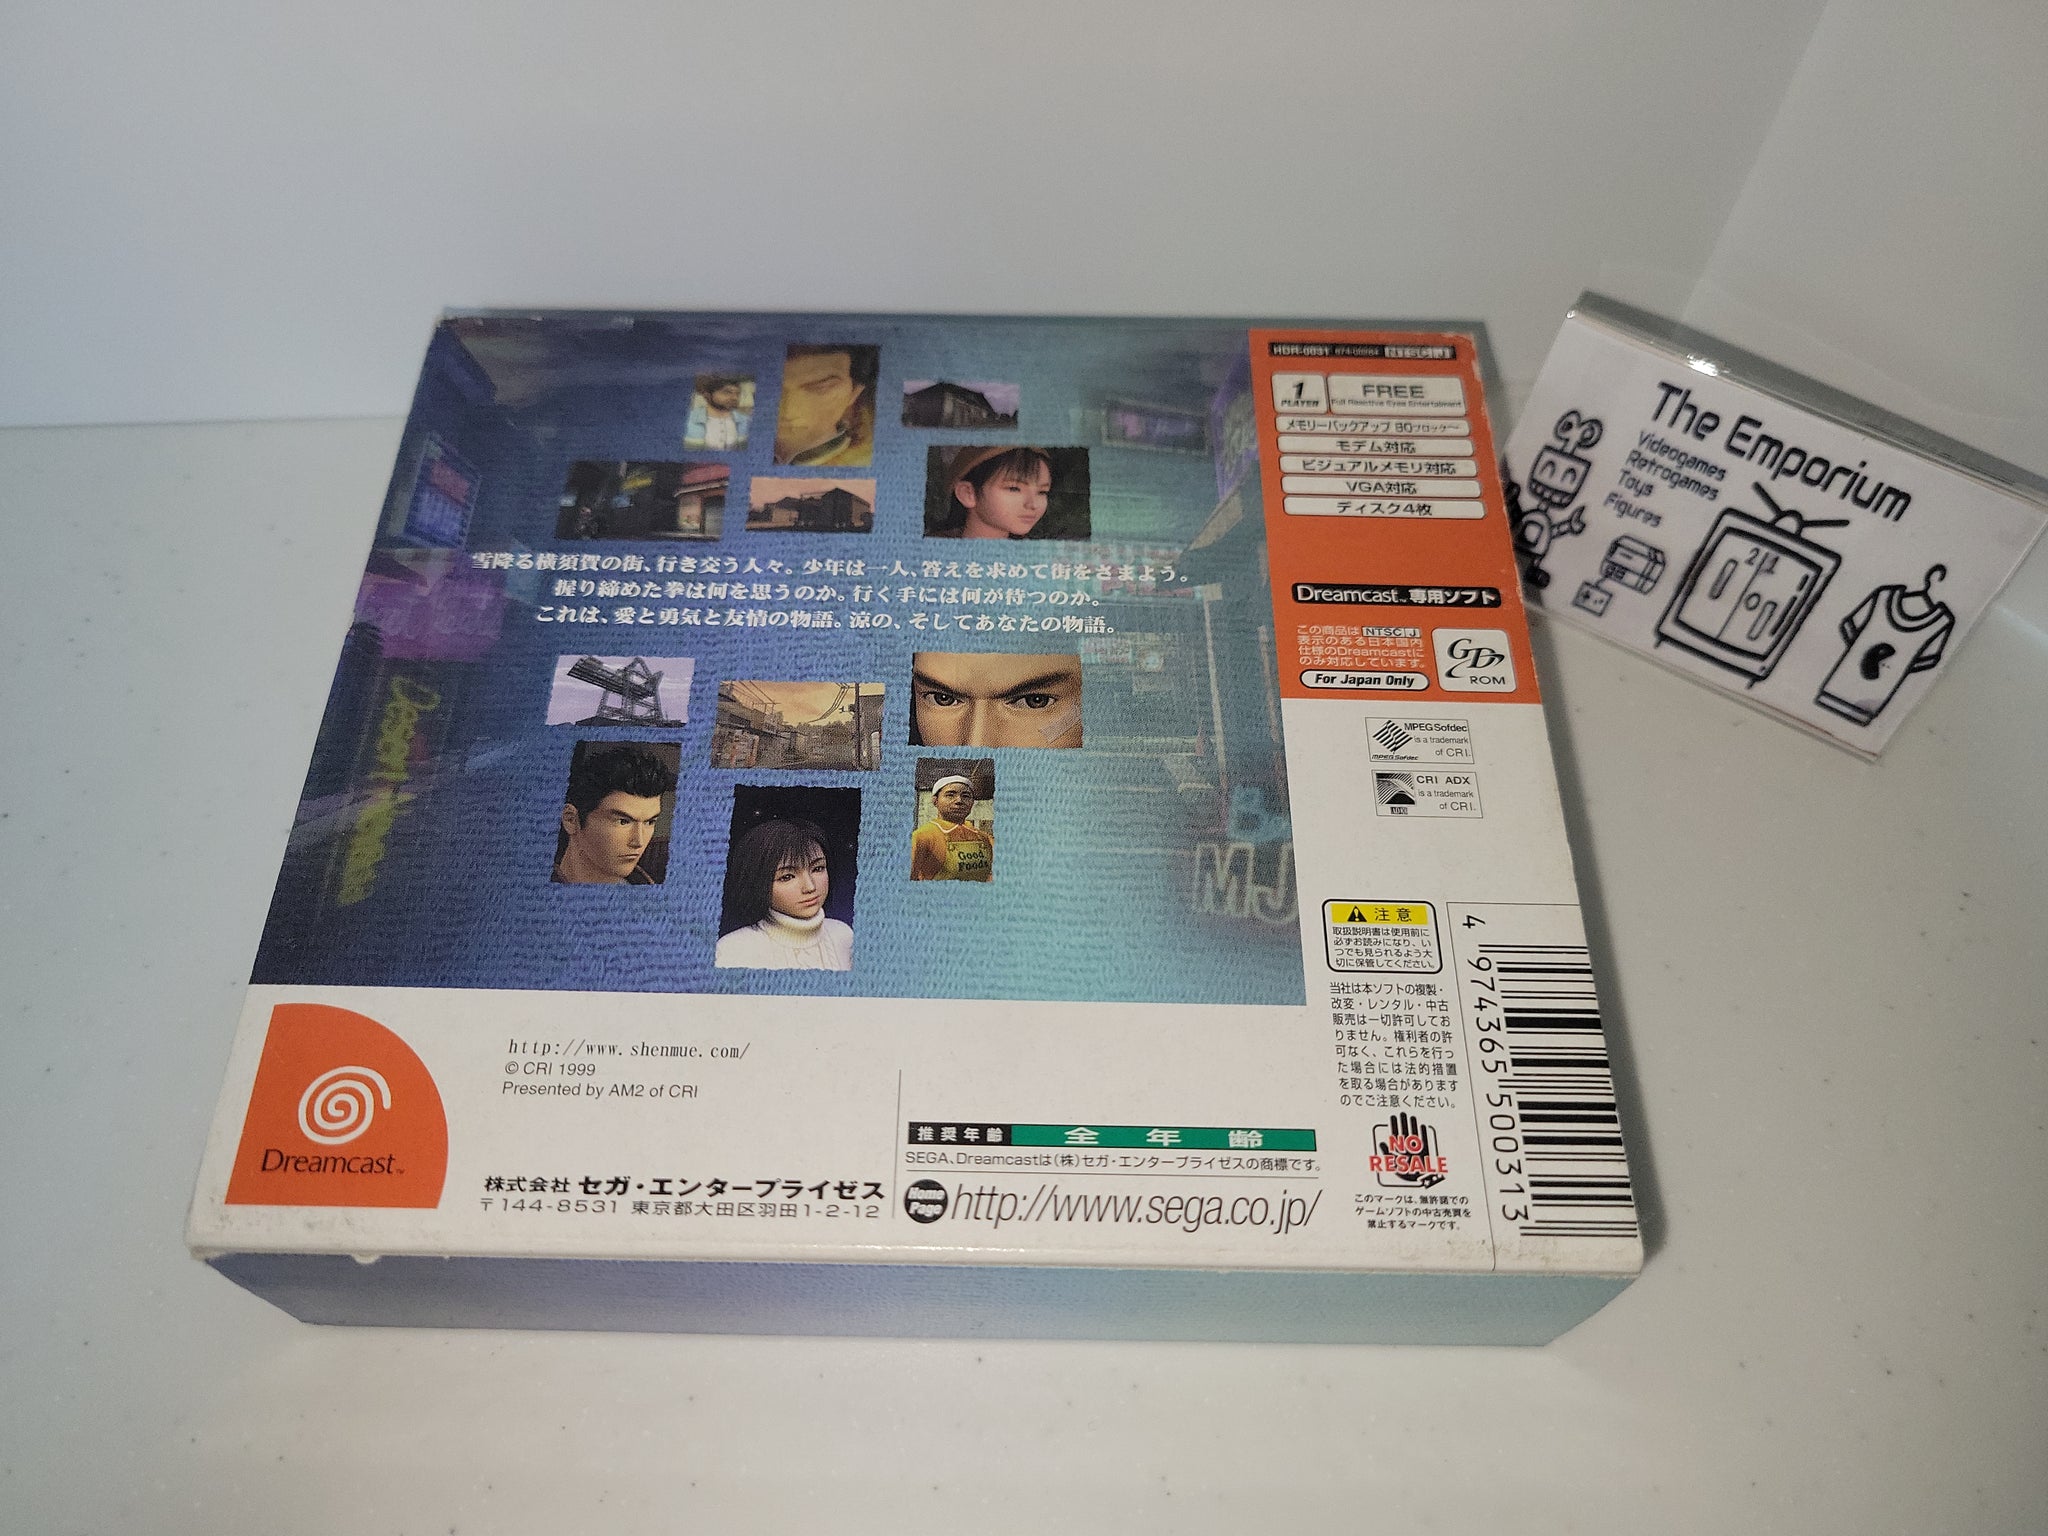 HDR-0031 NTSC J
1 PLAYER
FREE
Full Reactive Eyes Entertainment
メモリーバックアップ 80ブロック〜
モデム対応
ビジュアルメモリ対応
VGA対応
ディスク4枚
Dreamcast™専用ソフト
この商品は NTSC J
表示のある日本国内
仕様のDreamcastに
のみ対応しています。
For Japan Only
GD ROM
MPEG Sofdec
is a trademark
of CRI.
MPEG Sofdec
CRI ADX
is a trademark
of CRI.
雪降る横須賀の街、行き交う人々。少年は一人、答えを求めて街をさまよう。
握り締めた拳は何を思うのか。行く手には何が待つのか。
これは、愛と勇気と友情の物語。涼の、そしてあなたの物語。
Good
Foods
MJ
注意
取扱説明書は使用前に
必ずお読みになり、い
つでも見られるよう大
切に保管してください。
当社は本ソフトの複製・
改変・レンタル・中古
販売は一切許可してお
りません。権利者の許
可なく、これらを行っ
た場合には法的措置
を取る場合があります
のでご注意ください。
NO
RESALE
このマークは、無許諾での
ゲームソフトの中古売買を
禁止するマークです。
4 974365 500313
Dreamcast™
http://www.shenmue.com/
© CRI 1999
Presented by AM2 of CRI
株式会社 セガ・エンタープライゼス
〒144-8531 東京都大田区羽田1-2-12
推奨年齢 全年齢
SEGA、Dreamcastは(株)セガ・エンタープライゼスの商標です。
Home Page http://www.sega.co.jp/
The Emporium
Videogames
Retrogames
Toys
Figures
21